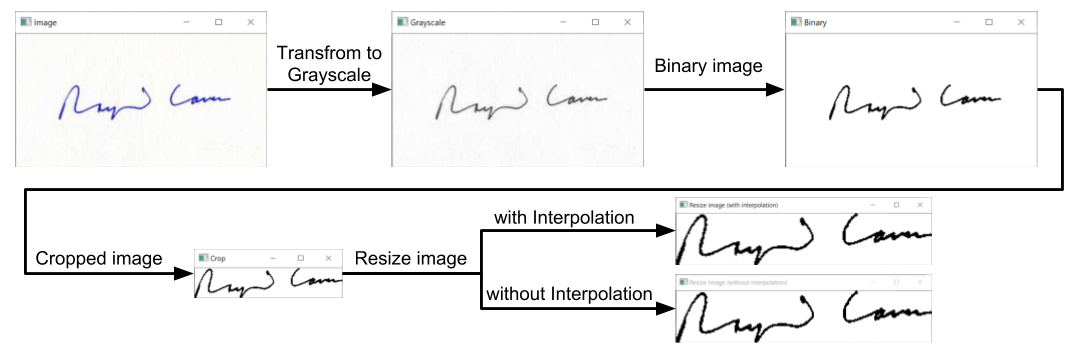 Image
Transfrom to
Grayscale
Grayscale
Binary image
Binary
Cropped image
Crop
Resize image
with Interpolation
Resize image (with interpolation)
without Interpolation
Resize Image (without interpolation)